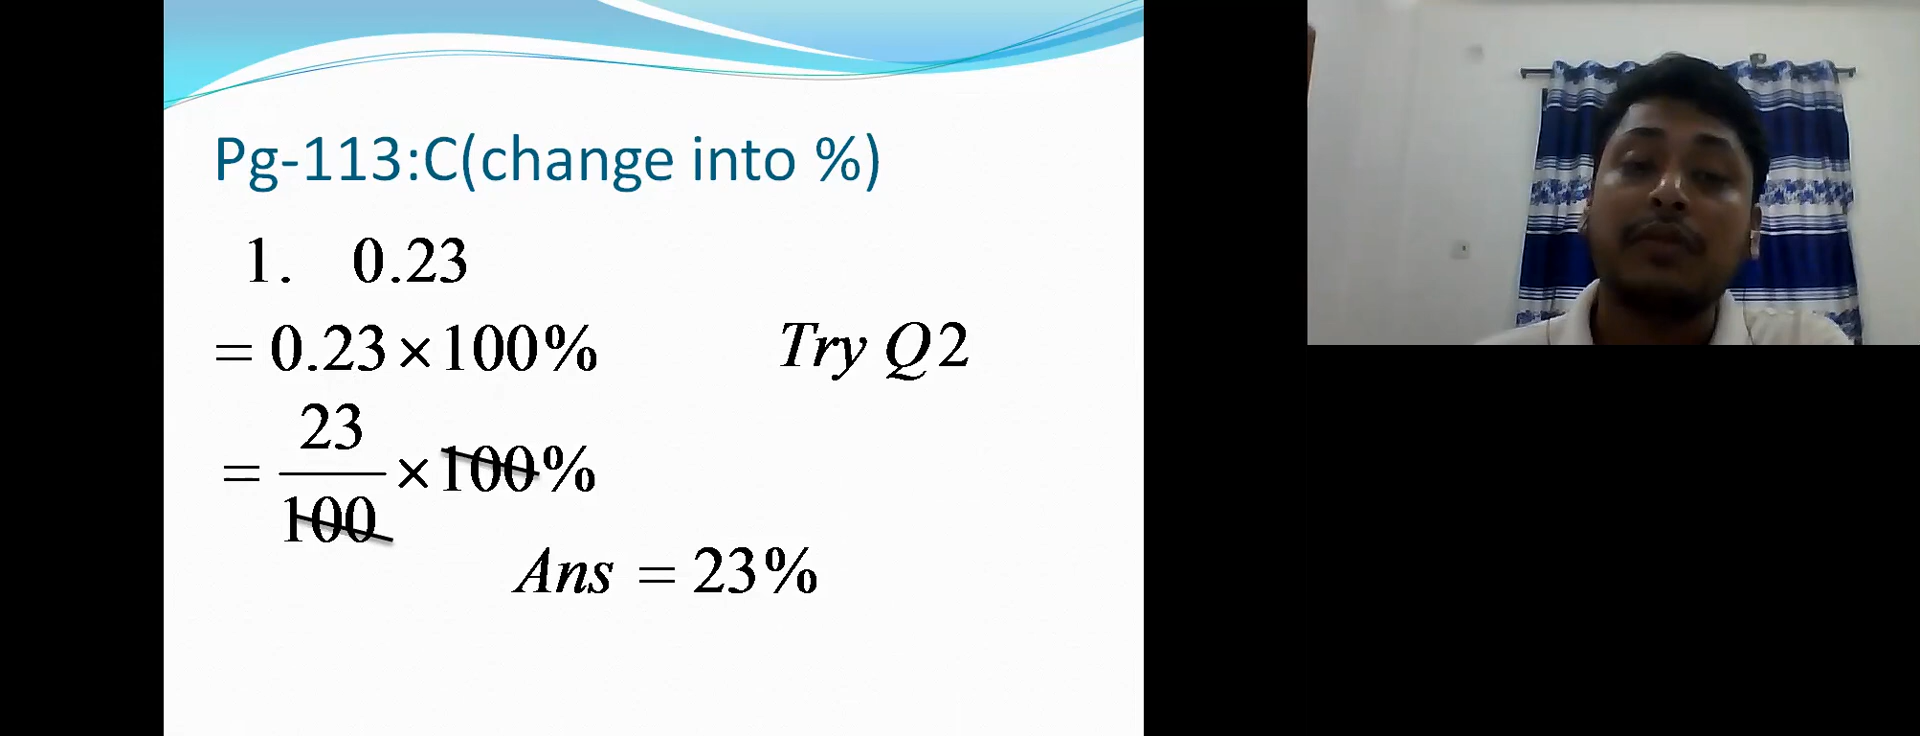 Pg-113:C(change into %)
1. 0.23
= 0.23 × 100%
Try Q2
= 23/100 × 100%
Ans = 23%